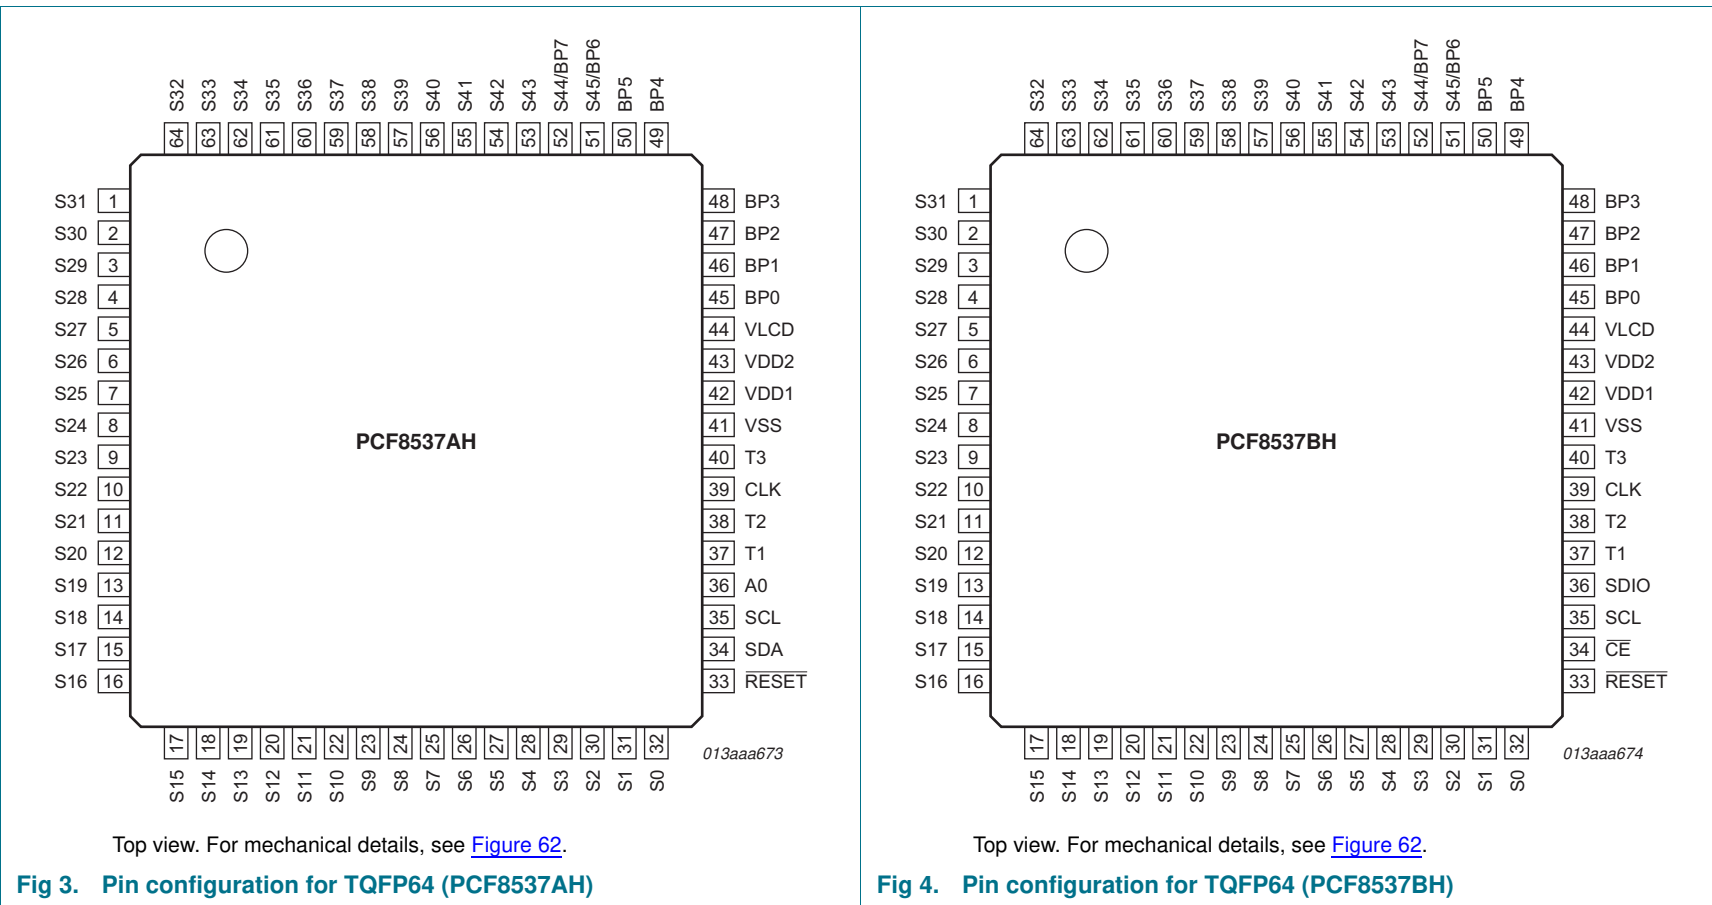 S32 S33 S34 S35 S36 S37 S38 S39 S40 S41 S42 S43 S44/BP7 S45/BP6 BP5 BP4
64 63 62 61 60 59 58 57 56 55 54 53 52 51 50 49
S31 1 48 BP3
S30 2 47 BP2
S29 3 46 BP1
S28 4 45 BP0
S27 5 44 VLCD
S26 6 43 VDD2
S25 7 42 VDD1
S24 8 41 VSS
PCF8537AH
S23 9 40 T3
S22 10 39 CLK
S21 11 38 T2
S20 12 37 T1
S19 13 36 A0
S18 14 35 SCL
S17 15 34 SDA
S16 16 33 RESET
17 18 19 20 21 22 23 24 25 26 27 28 29 30 31 32
013aaa673
S15 S14 S13 S12 S11 S10 S9 S8 S7 S6 S5 S4 S3 S2 S1 S0
Top view. For mechanical details, see Figure 62.
Fig 3. Pin configuration for TQFP64 (PCF8537AH)
S32 S33 S34 S35 S36 S37 S38 S39 S40 S41 S42 S43 S44/BP7 S45/BP6 BP5 BP4
64 63 62 61 60 59 58 57 56 55 54 53 52 51 50 49
S31 1 48 BP3
S30 2 47 BP2
S29 3 46 BP1
S28 4 45 BP0
S27 5 44 VLCD
S26 6 43 VDD2
S25 7 42 VDD1
S24 8 41 VSS
PCF8537BH
S23 9 40 T3
S22 10 39 CLK
S21 11 38 T2
S20 12 37 T1
S19 13 36 SDIO
S18 14 35 SCL
S17 15 34 CE
S16 16 33 RESET
17 18 19 20 21 22 23 24 25 26 27 28 29 30 31 32
013aaa674
S15 S14 S13 S12 S11 S10 S9 S8 S7 S6 S5 S4 S3 S2 S1 S0
Top view. For mechanical details, see Figure 62.
Fig 4. Pin configuration for TQFP64 (PCF8537BH)